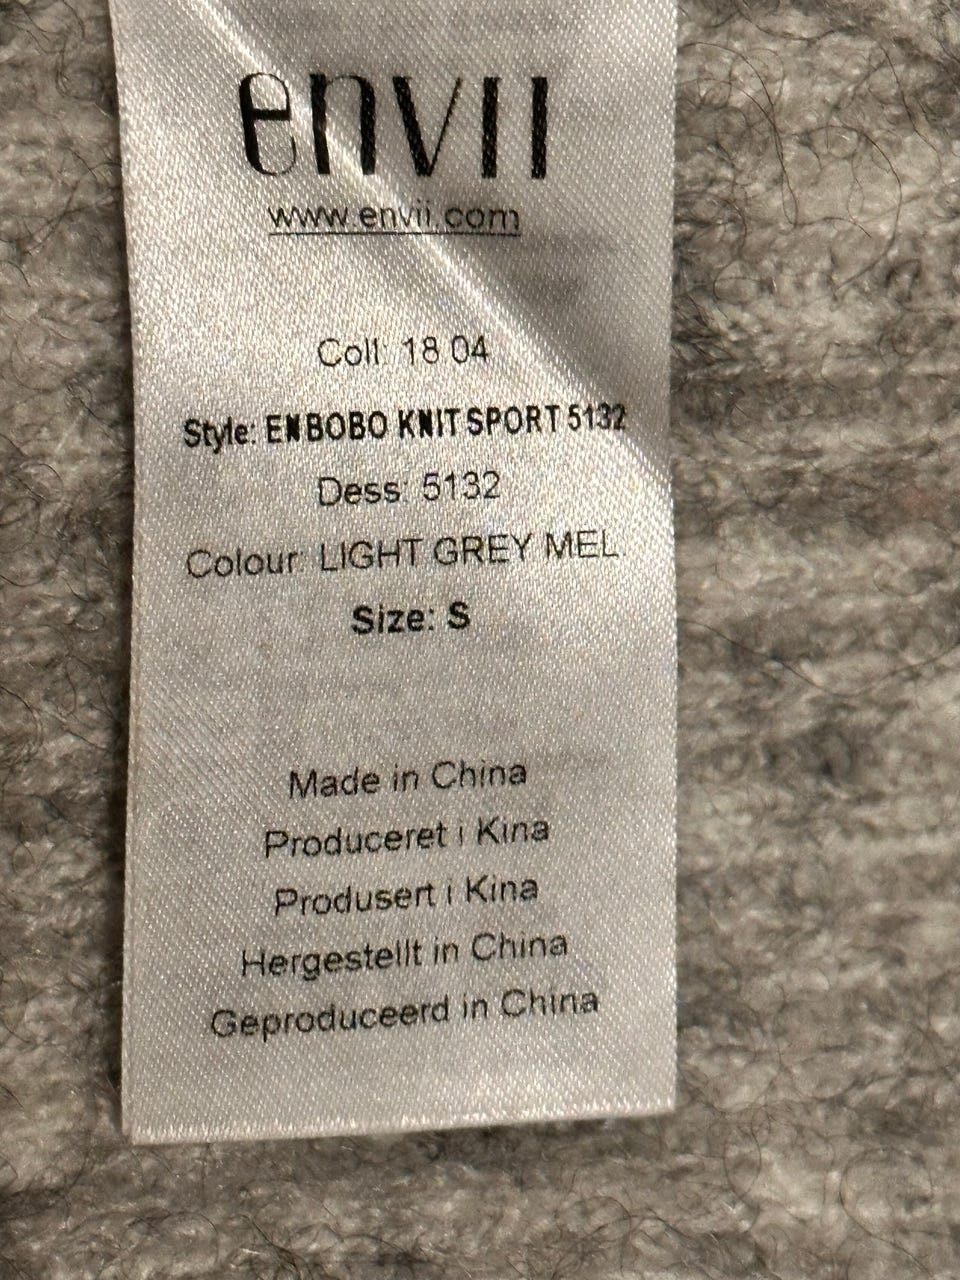 envii
www.envii.com
Coll: 18 04
Style: ENBOBO KNIT SPORT 5132
Dess: 5132
Colour: LIGHT GREY MEL
Size: S
Made in China
Produceret i Kina
Produsert i Kina
Hergestellt in China
Geproduceerd in China